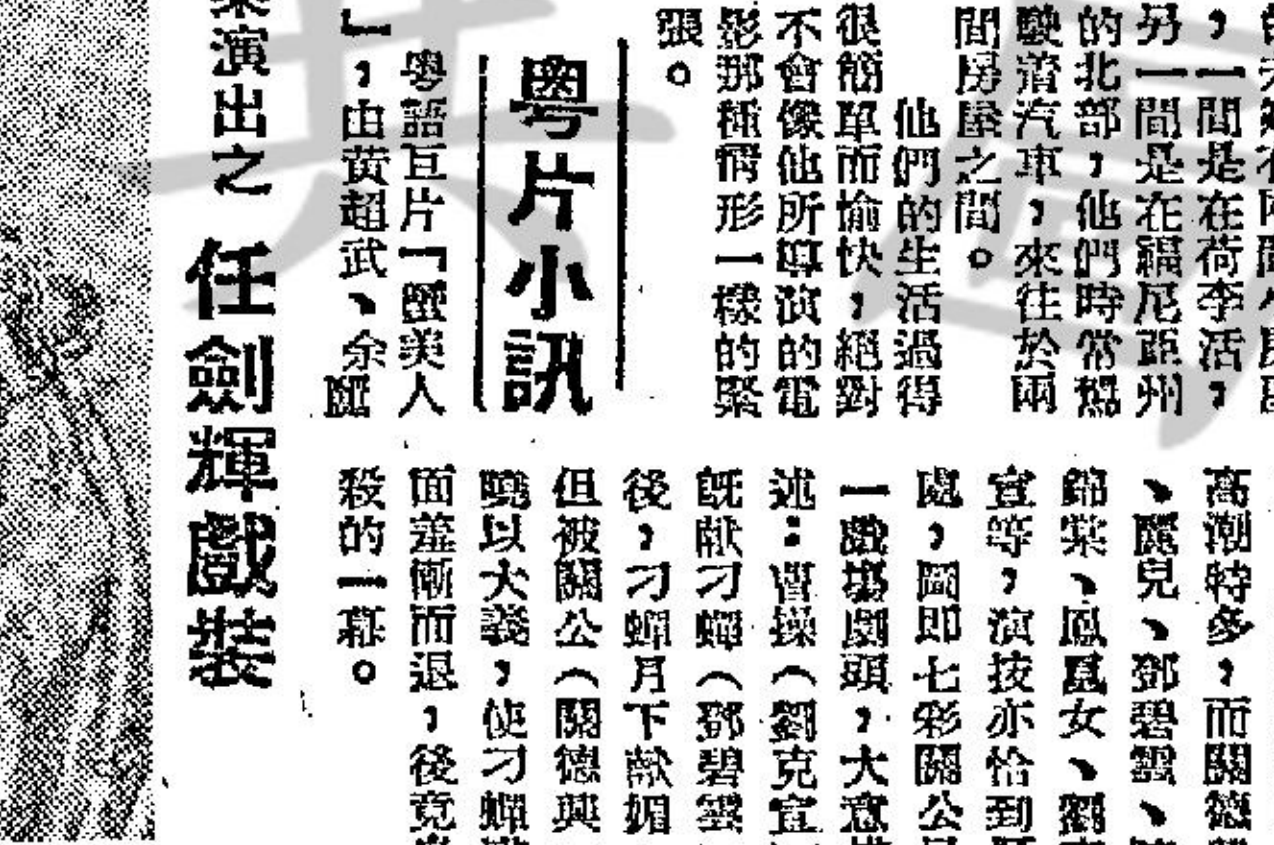 ，一間是在荷李活，
另一間是在福尼亞州
的北部，他們時常駕
駛着汽車，來往於兩
間房屋之間。
他們的生活過得
很簡單而愉快，絕對
不會像他所導演的電
影那種情形一樣的緊
張。
粤片小訊
粵語巨片「蠻美人
」，由黃超武、余麗
高潮特多，而關德
、麗兒、鄧碧雲、
錦棠、鳳凰女、劉
宣等，演技亦恰到
處，圖即七彩關公
一戲場劇頭，大意
述：曹操（劉克宣
旣献刁蟬（鄧碧雲
後，刁蟬月下献媚
但被關公（關德興
曉以大義，使刁蟬
面羞慚而退，後竟
殺的一幕。
演出之 任劍輝戲裝